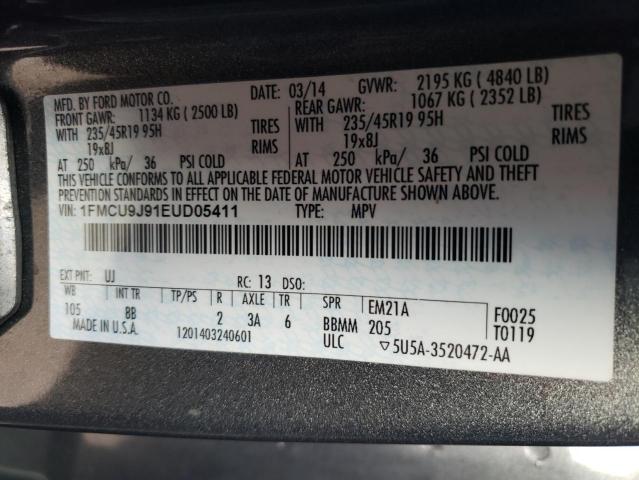 MFD. BY FORD MOTOR CO. DATE: 03/14 GVWR: 2195 KG ( 4840 LB)
FRONT GAWR: 1134 KG ( 2500 LB) REAR GAWR: 1067 KG ( 2352 LB)
WITH 235/45R19 95H TIRES WITH 235/45R19 95H TIRES
19x8J RIMS 19x8J RIMS
AT 250 kPa/ 36 PSI COLD AT 250 kPa/ 36 PSI COLD
THIS VEHICLE CONFORMS TO ALL APPLICABLE FEDERAL MOTOR VEHICLE SAFETY AND THEFT
PREVENTION STANDARDS IN EFFECT ON THE DATE OF MANUFACTURE SHOWN ABOVE.
VIN: 1FMCU9J91EUD05411 TYPE: MPV
EXT PNT: UJ RC: 13 DSO:
WB INT TR TP/PS R AXLE TR SPR EM21A F0025
105 BB 2 3A 6 BBMM 205 T0119
MADE IN U.S.A. 1201403240601 ULC ▽5U5A-3520472-AA